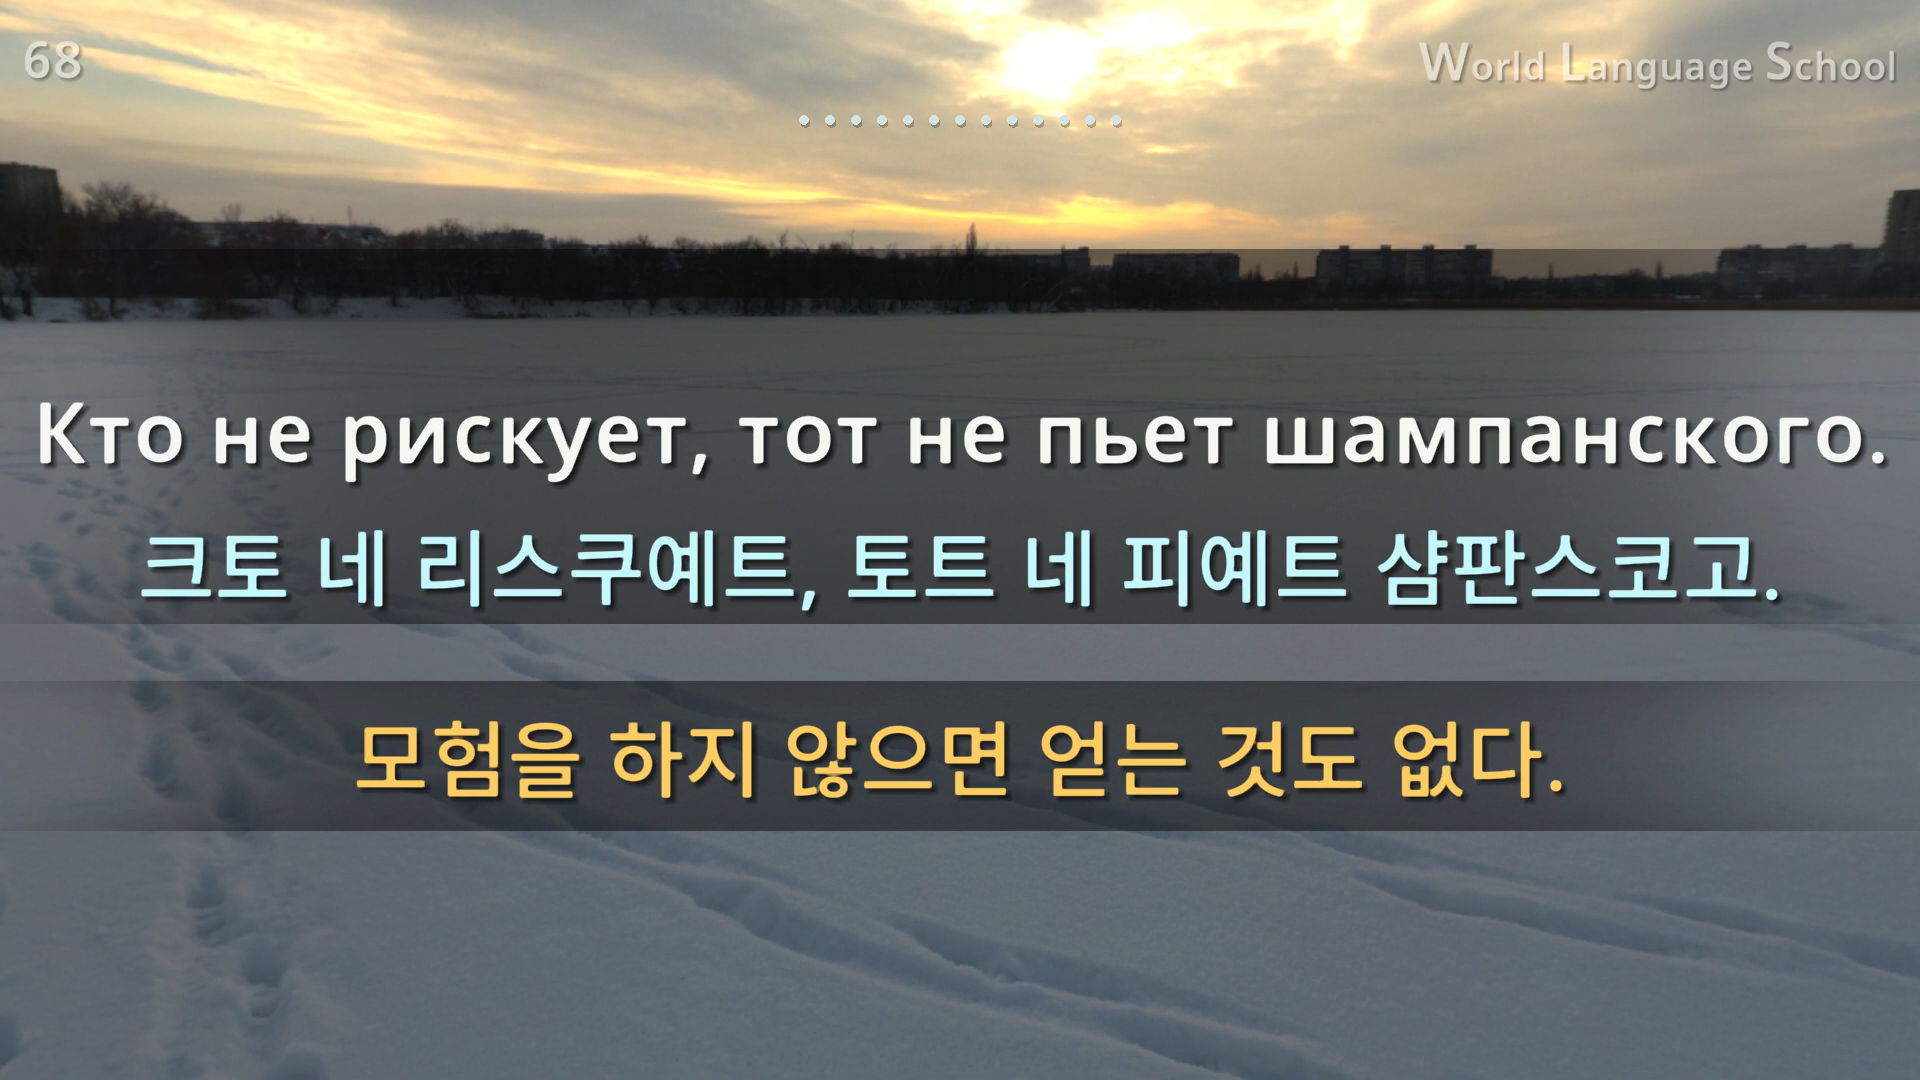 68
World Language School
Кто не рискует, тот не пьет шампанского.
크토 네 리스쿠예트, 토트 네 피예트 샴판스코고.
모험을 하지 않으면 얻는 것도 없다.